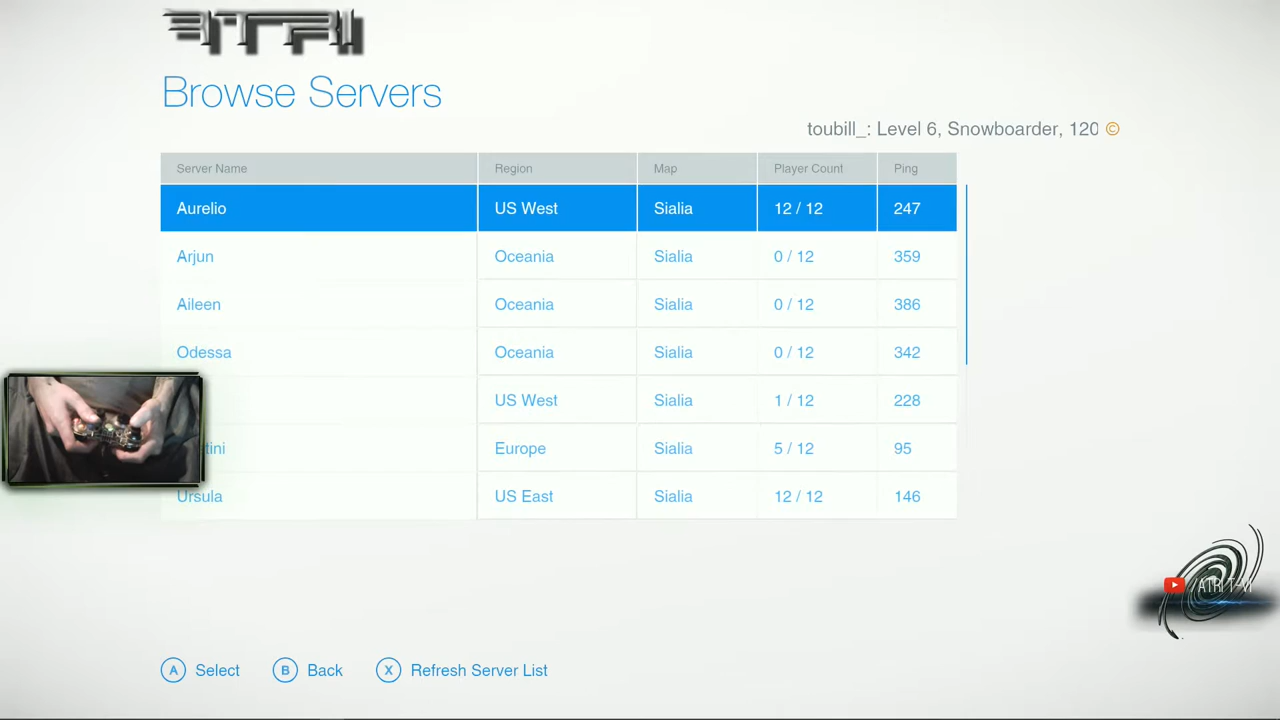 ATRI
Browse Servers
toubill_: Level 6, Snowboarder, 120 ©
Server Name Region Map Player Count Ping
Aurelio US West Sialia 12 / 12 247
Arjun Oceania Sialia 0 / 12 359
Aileen Oceania Sialia 0 / 12 386
Odessa Oceania Sialia 0 / 12 342
US West Sialia 1 / 12 228
tini Europe Sialia 5 / 12 95
Ursula US East Sialia 12 / 12 146
A Select B Back X Refresh Server List